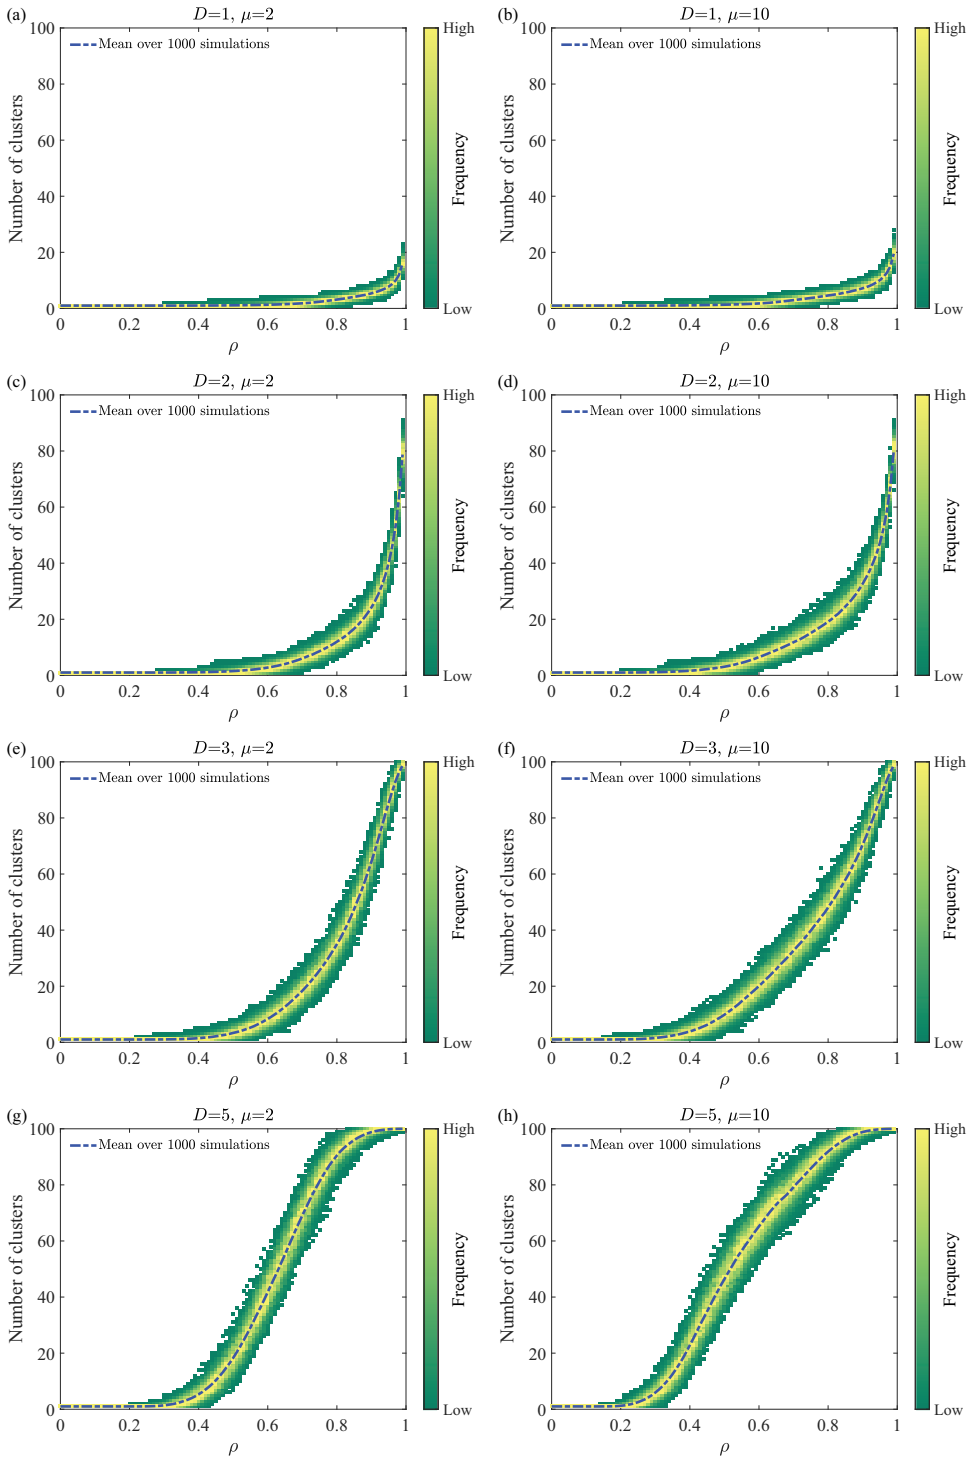 (a) D=1, μ=2
Mean over 1000 simulations
Number of clusters
100
80
60
40
20
0
0 0.2 0.4 0.6 0.8 1
ρ
High
Frequency
Low
(b) D=1, μ=10
Mean over 1000 simulations
Number of clusters
100
80
60
40
20
0
0 0.2 0.4 0.6 0.8 1
ρ
High
Frequency
Low
(c) D=2, μ=2
Mean over 1000 simulations
Number of clusters
100
80
60
40
20
0
0 0.2 0.4 0.6 0.8 1
ρ
High
Frequency
Low
(d) D=2, μ=10
Mean over 1000 simulations
Number of clusters
100
80
60
40
20
0
0 0.2 0.4 0.6 0.8 1
ρ
High
Frequency
Low
(e) D=3, μ=2
Mean over 1000 simulations
Number of clusters
100
80
60
40
20
0
0 0.2 0.4 0.6 0.8 1
ρ
High
Frequency
Low
(f) D=3, μ=10
Mean over 1000 simulations
Number of clusters
100
80
60
40
20
0
0 0.2 0.4 0.6 0.8 1
ρ
High
Frequency
Low
(g) D=5, μ=2
Mean over 1000 simulations
Number of clusters
100
80
60
40
20
0
0 0.2 0.4 0.6 0.8 1
ρ
High
Frequency
Low
(h) D=5, μ=10
Mean over 1000 simulations
Number of clusters
100
80
60
40
20
0
0 0.2 0.4 0.6 0.8 1
ρ
High
Frequency
Low